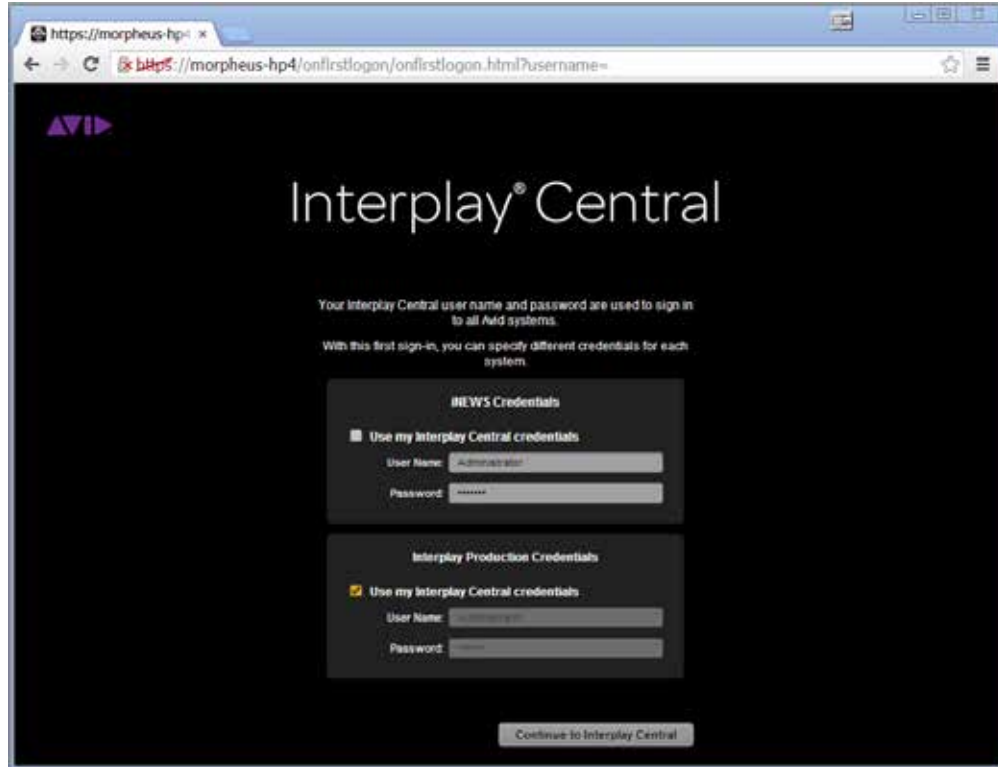 https://morpheus-hp4
https://morpheus-hp4/onfirstlogon/onfirstlogon.html?username=
AVID
Interplay® Central
Your Interplay Central user name and password are used to sign in
to all Avid systems.
With this first sign-in, you can specify different credentials for each
system.
iNEWS Credentials
Use my Interplay Central credentials
User Name: Administrator
Password:
Interplay Production Credentials
Use my Interplay Central credentials
User Name:
Password:
Continue to Interplay Central